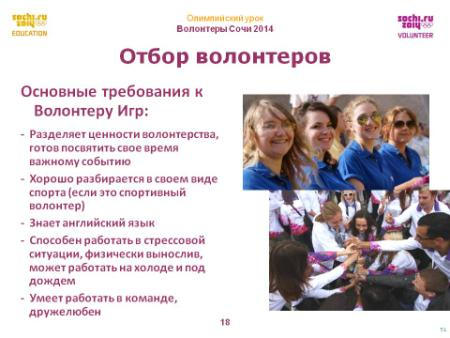 sochi.ru
2014
EDUCATION
Олимпийский урок
Волонтеры Сочи 2014
sochi.ru
2014
VOLUNTEER
Отбор волонтеров
Основные требования к
Волонтеру Игр:
- Разделяет ценности волонтерства,
готов посвятить свое время
важному событию
- Хорошо разбирается в своем виде
спорта (если это спортивный
волонтер)
- Знает английский язык
- Способен работать в стрессовой
ситуации, физически вынослив,
может работать на холоде и под
дождем
- Умеет работать в команде,
дружелюбен
18